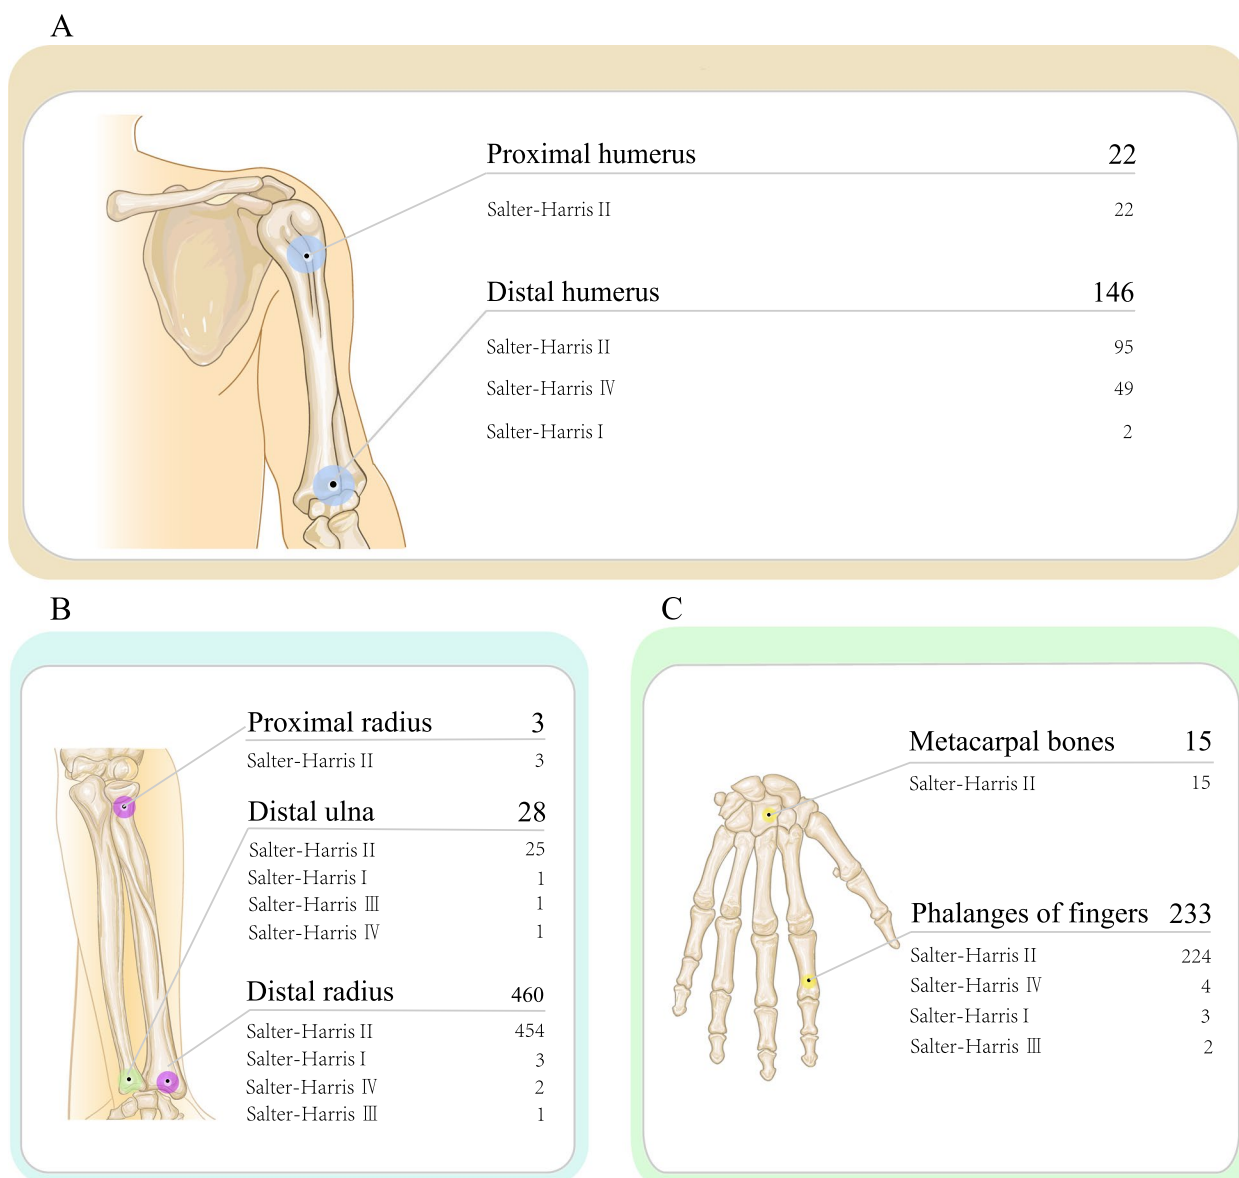 A
Proximal humerus 22
Salter-Harris II 22
Distal humerus 146
Salter-Harris II 95
Salter-Harris Ⅳ 49
Salter-Harris I 2
B
Proximal radius 3
Salter-Harris II 3
Distal ulna 28
Salter-Harris II 25
Salter-Harris I 1
Salter-Harris Ⅲ 1
Salter-Harris Ⅳ 1
Distal radius 460
Salter-Harris II 454
Salter-Harris I 3
Salter-Harris Ⅳ 2
Salter-Harris Ⅲ 1
C
Metacarpal bones 15
Salter-Harris II 15
Phalanges of fingers 233
Salter-Harris II 224
Salter-Harris Ⅳ 4
Salter-Harris I 3
Salter-Harris Ⅲ 2